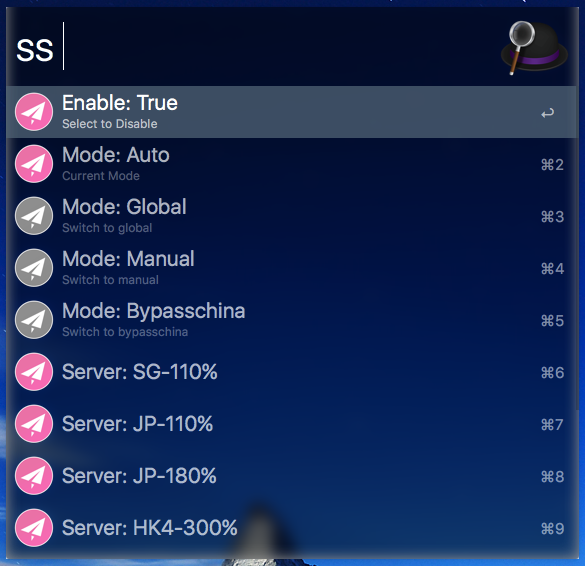 ss
Enable: True
Select to Disable
↩
Mode: Auto
Current Mode
⌘2
Mode: Global
Switch to global
⌘3
Mode: Manual
Switch to manual
⌘4
Mode: Bypasschina
Switch to bypasschina
⌘5
Server: SG-110%
⌘6
Server: JP-110%
⌘7
Server: JP-180%
⌘8
Server: HK4-300%
⌘9